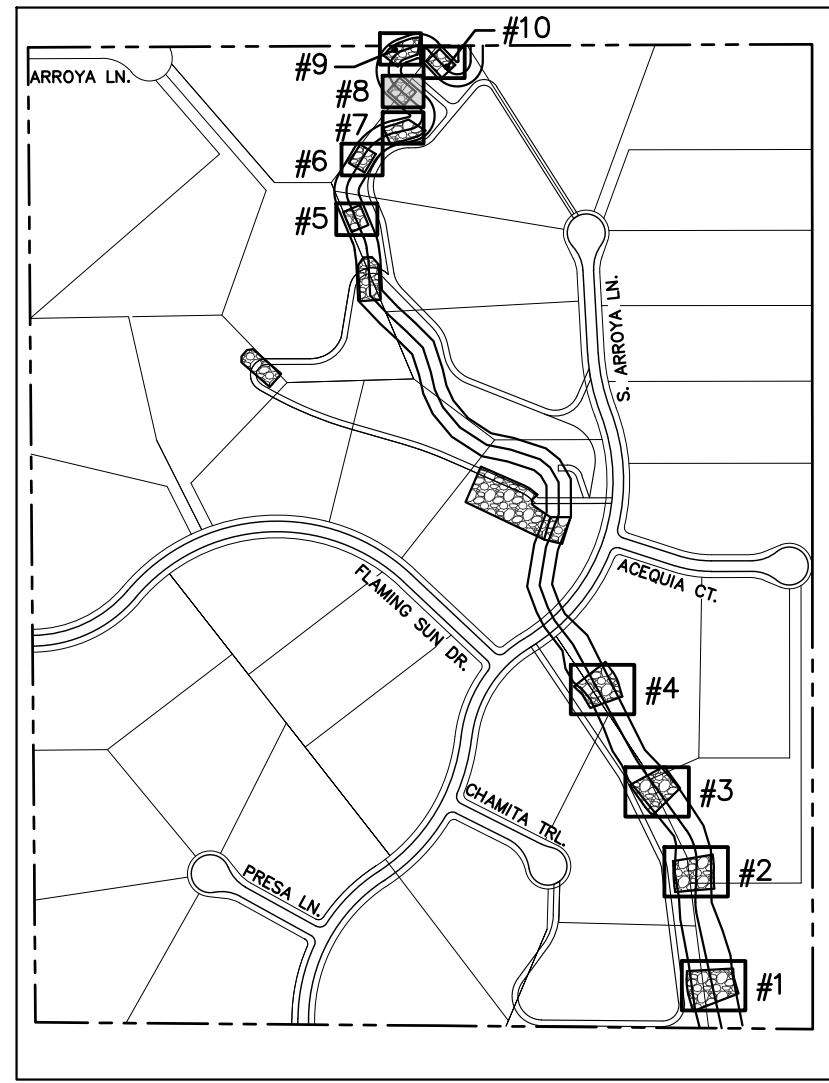 #10
#9
ARROYA LN.
#8
#7
#6
#5
S. ARROYA LN.
ACEQUIA CT.
FLAMING SUN DR.
#4
#3
CHAMITA TRL.
#2
PRESA LN.
#1